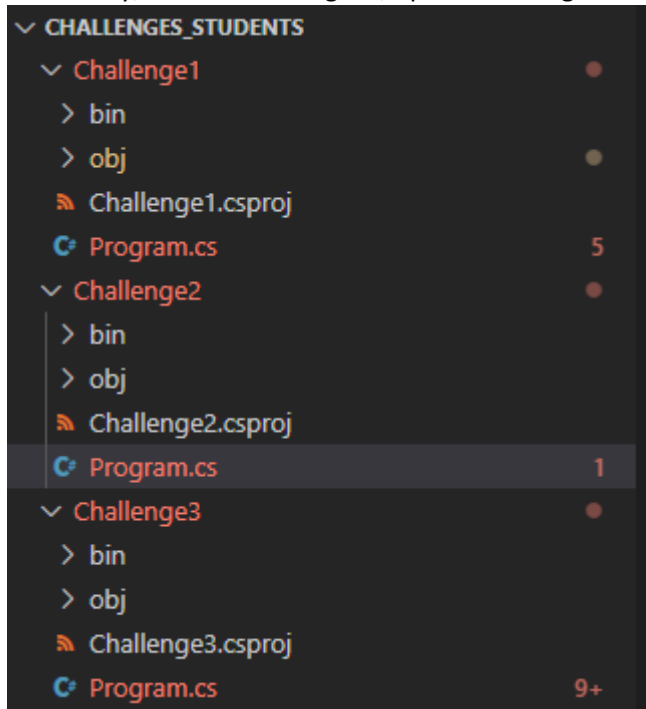 CHALLENGES_STUDENTS
Challenge1
bin
obj
Challenge1.csproj
C# Program.cs 5
Challenge2
bin
obj
Challenge2.csproj
C# Program.cs 1
Challenge3
bin
obj
Challenge3.csproj
C# Program.cs 9+